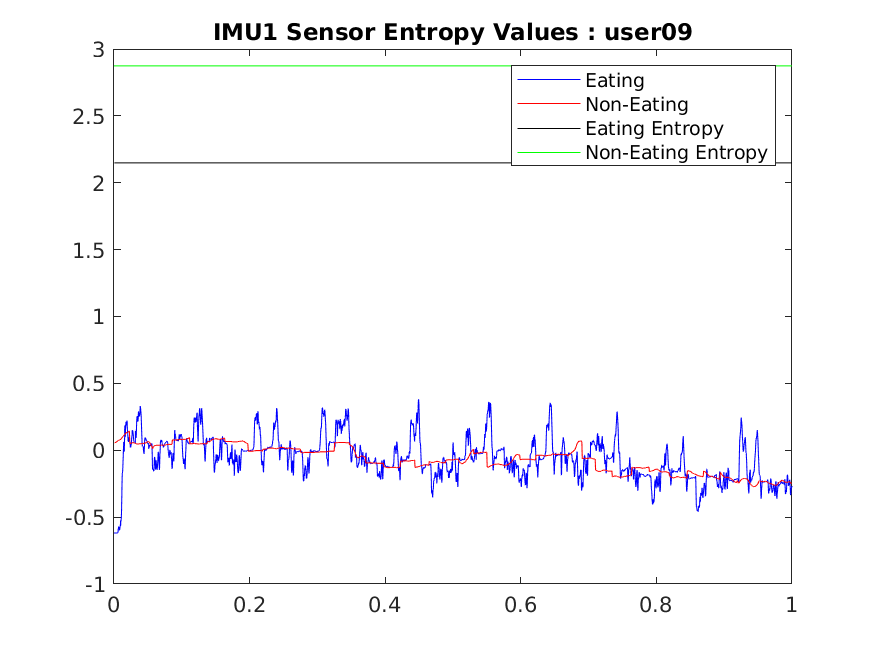 IMU1 Sensor Entropy Values : user09
3
2.5
2
1.5
1
0.5
0
-0.5
-1
Eating
Non-Eating
Eating Entropy
Non-Eating Entropy
0 0.2 0.4 0.6 0.8 1